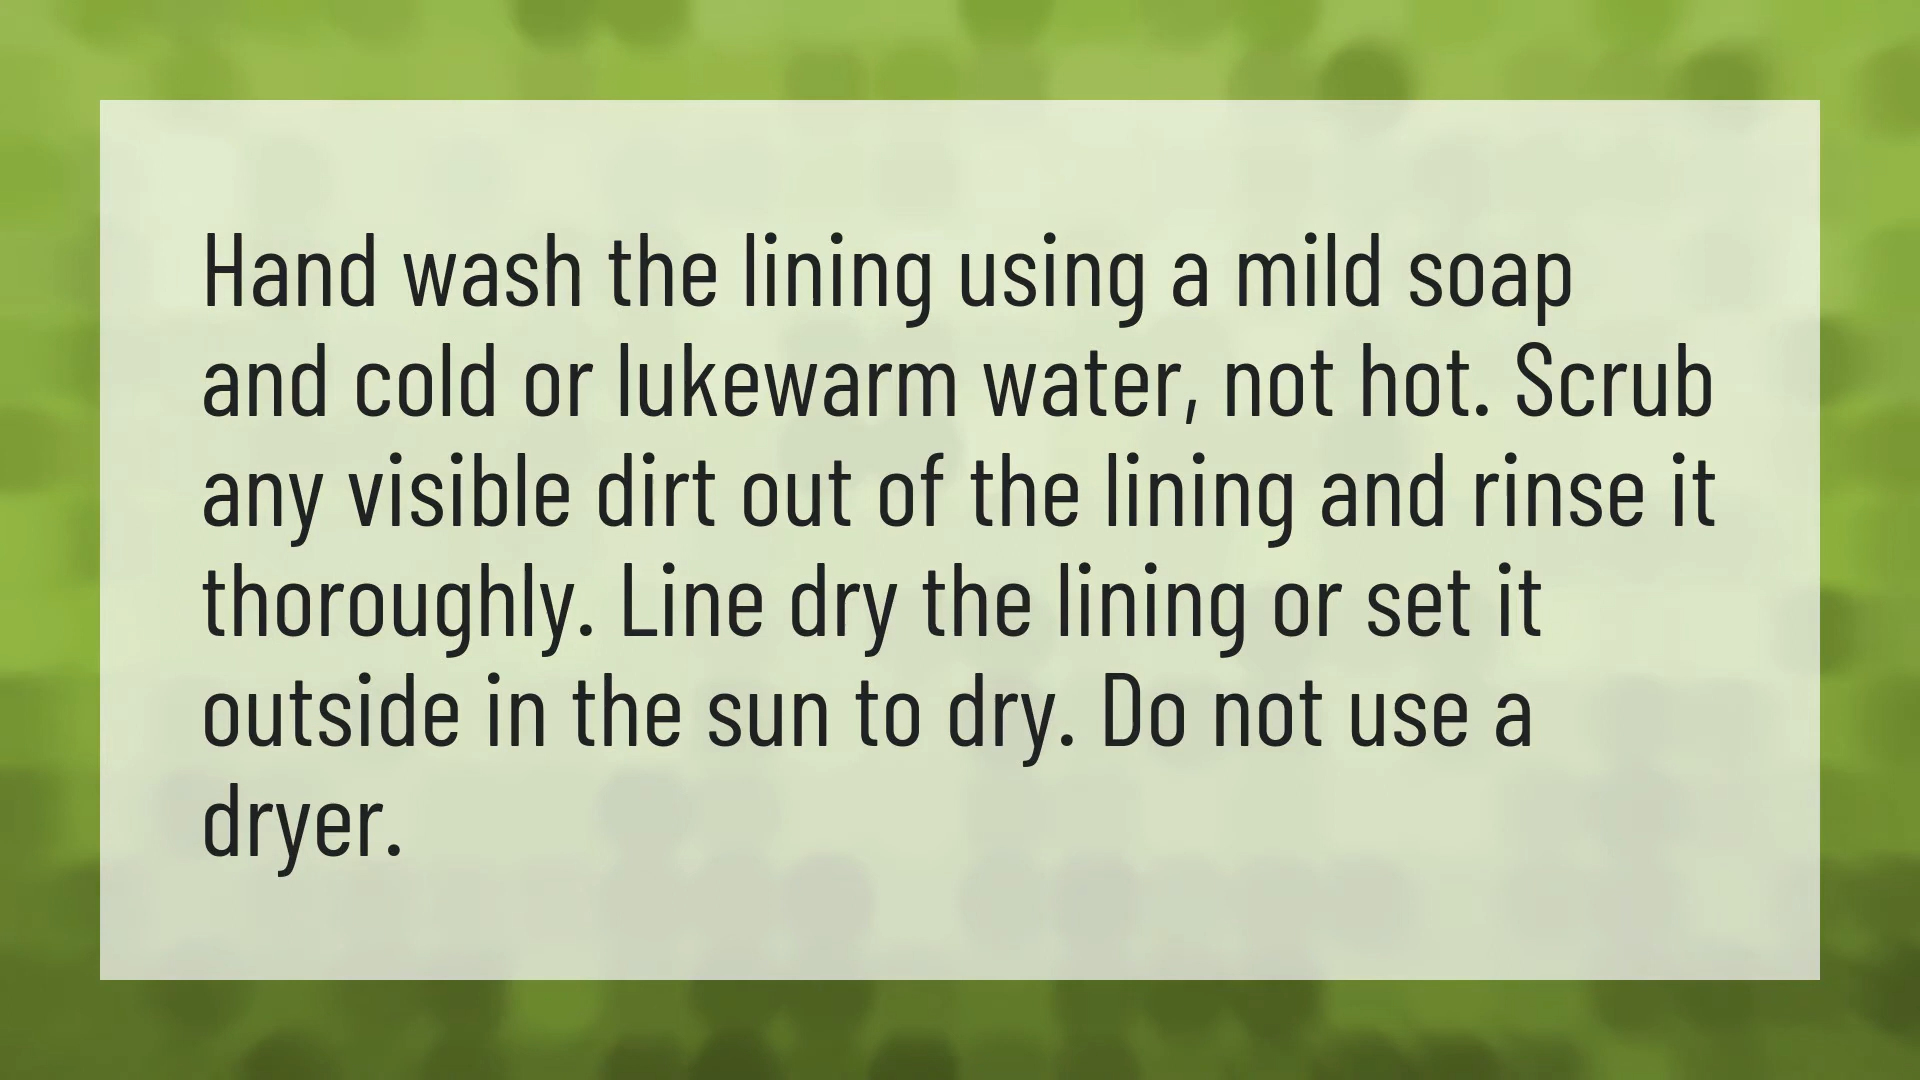 Hand wash the lining using a mild soap
and cold or lukewarm water, not hot. Scrub
any visible dirt out of the lining and rinse it
thoroughly. Line dry the lining or set it
outside in the sun to dry. Do not use a
dryer.